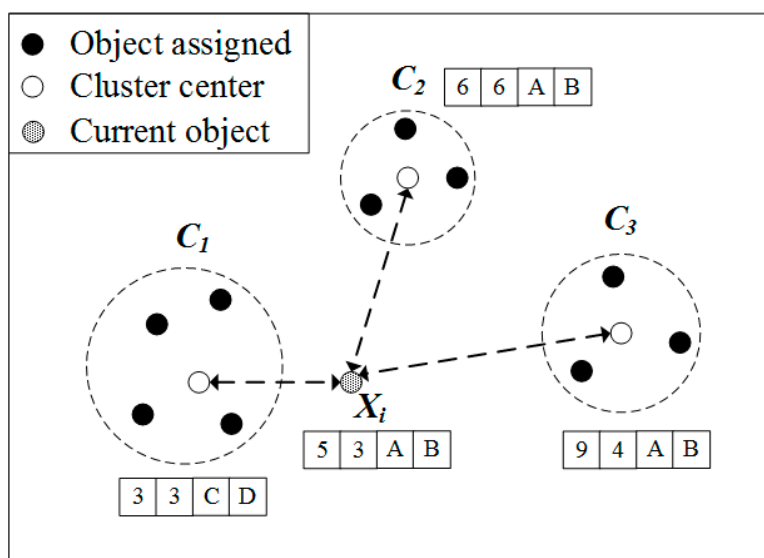 Object assigned
Cluster center
Current object
C2
6 6 A B
C1
C3
Xi
5 3 A B
9 4 A B
3 3 C D